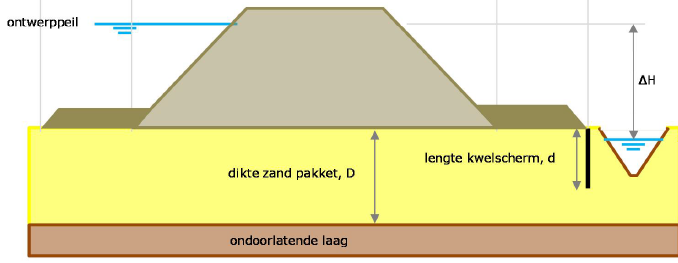 ontwerppeil
ΔH
lengte kwelscherm, d
dikte zand pakket, D
ondoorlatende laag